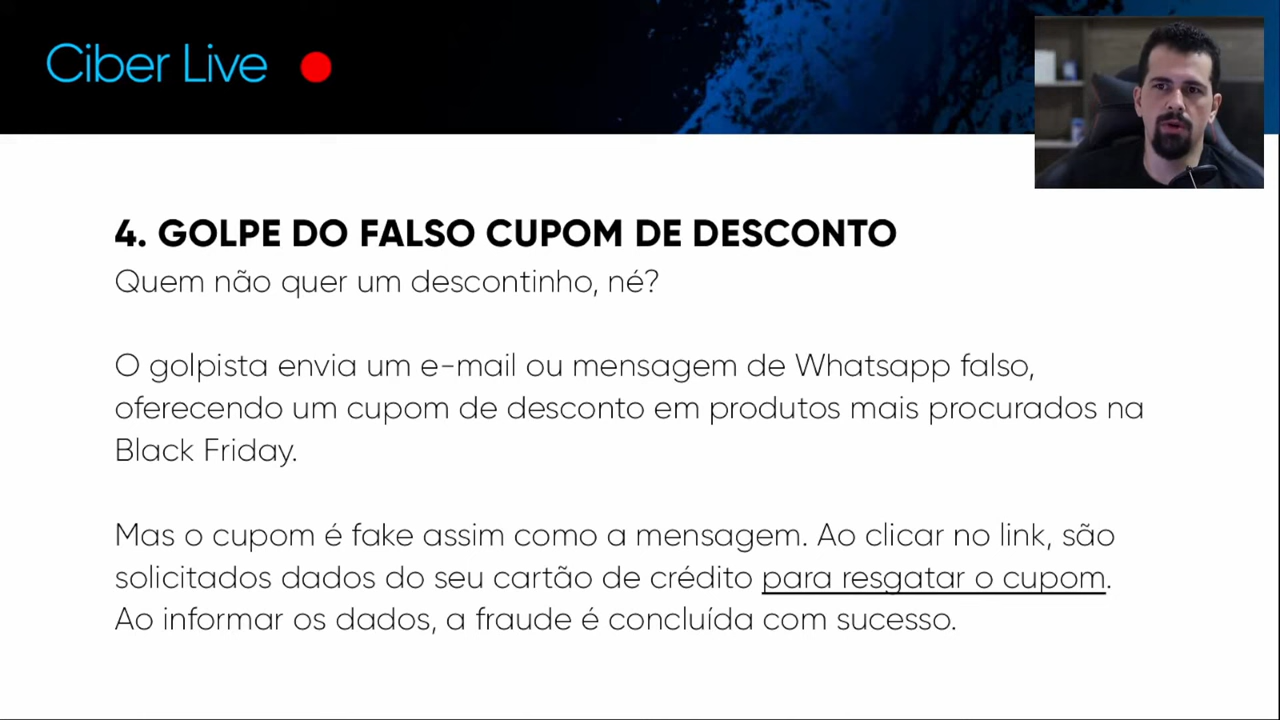 Ciber Live
4. GOLPE DO FALSO CUPOM DE DESCONTO
Quem não quer um descontinho, né?
O golpista envia um e-mail ou mensagem de Whatsapp falso,
oferecendo um cupom de desconto em produtos mais procurados na
Black Friday.
Mas o cupom é fake assim como a mensagem. Ao clicar no link, são
solicitados dados do seu cartão de crédito para resgatar o cupom.
Ao informar os dados, a fraude é concluída com sucesso.